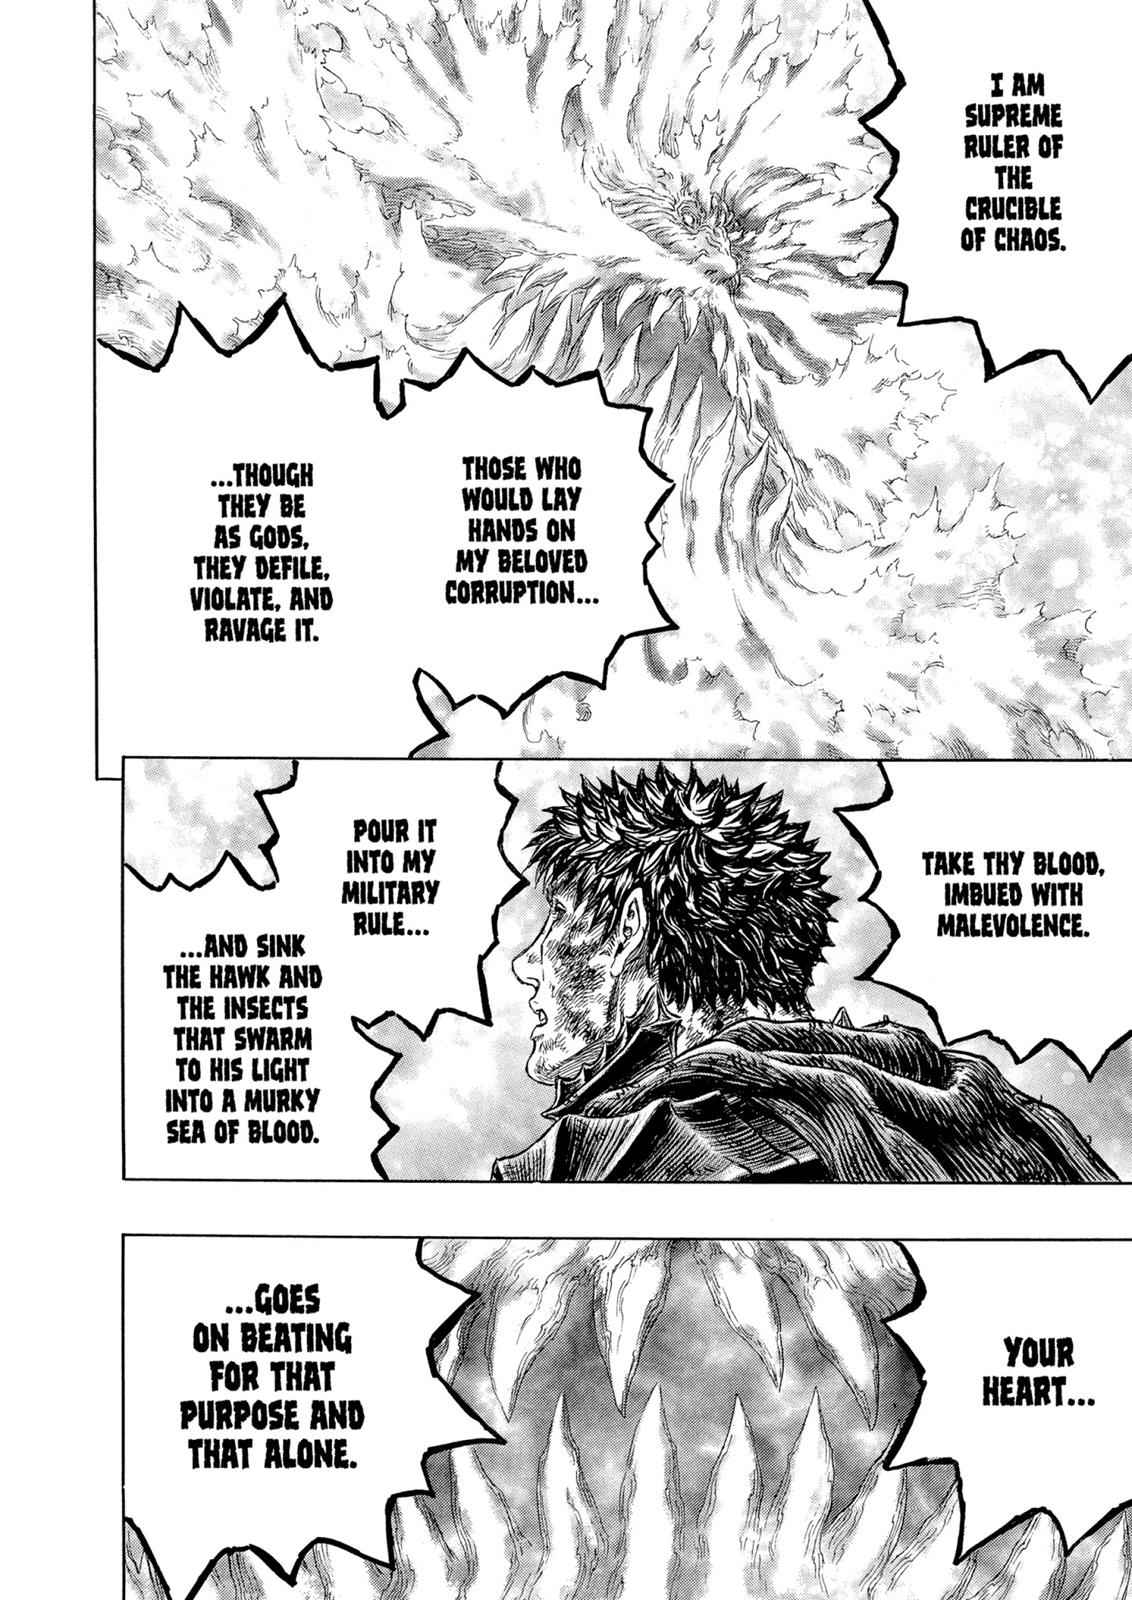 I AM
SUPREME
RULER OF
THE
CRUCIBLE
OF CHAOS.
THOSE WHO
WOULD LAY
HANDS ON
MY BELOVED
CORRUPTION...
...THOUGH
THEY BE
AS GODS,
THEY DEFILE,
VIOLATE, AND
RAVAGE IT.
TAKE THY BLOOD,
IMBUED WITH
MALEVOLENCE.
POUR IT
INTO MY
MILITARY
RULE...
...AND SINK
THE HAWK AND
THE INSECTS
THAT SWARM
TO HIS LIGHT
INTO A MURKY
SEA OF BLOOD.
YOUR
HEART...
...GOES
ON BEATING
FOR THAT
PURPOSE AND
THAT ALONE.